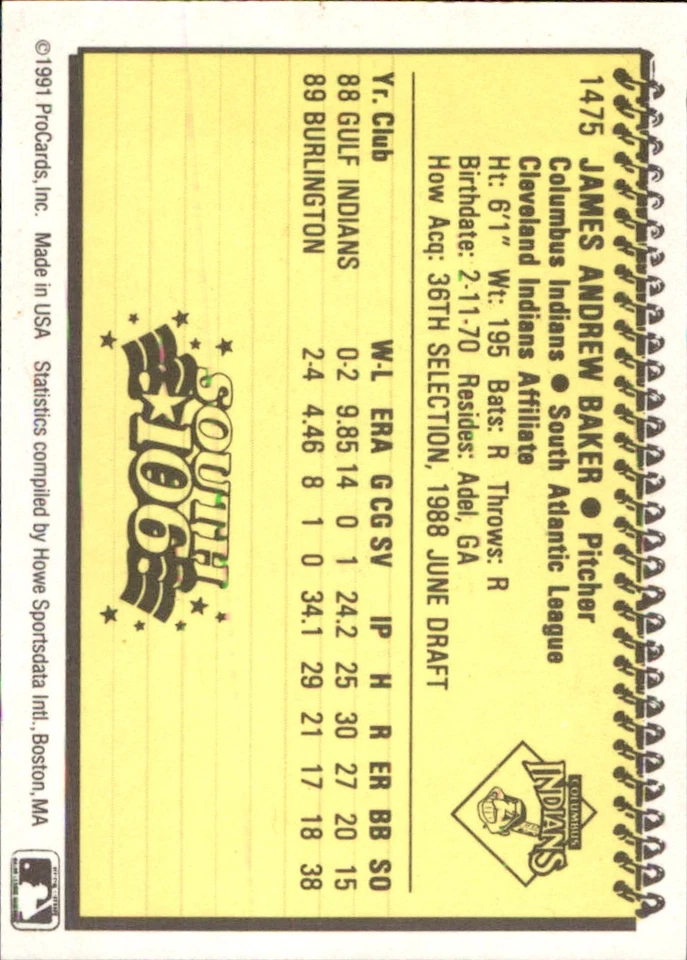 1475 JAMES ANDREW BAKER ● Pitcher
Columbus Indians ● South Atlantic League
Cleveland Indians Affiliate
Ht: 6'1" Wt: 195 Bats: R Throws: R
Birthdate: 2-11-70 Resides: Adel, GA
How Acq: 36TH SELECTION, 1988 JUNE DRAFT
COLUMBUS
INDIANS
Yr. Club W-L ERA G CG SV IP H R ER BB SO
88 GULF INDIANS 0-2 9.85 14 0 1 24.2 25 30 27 20 15
89 BURLINGTON 2-4 4.46 8 1 0 34.1 29 21 17 18 38
SOUTH
106
©1991 ProCards, Inc. Made in USA Statistics compiled by Howe Sportsdata Intl., Boston, MA